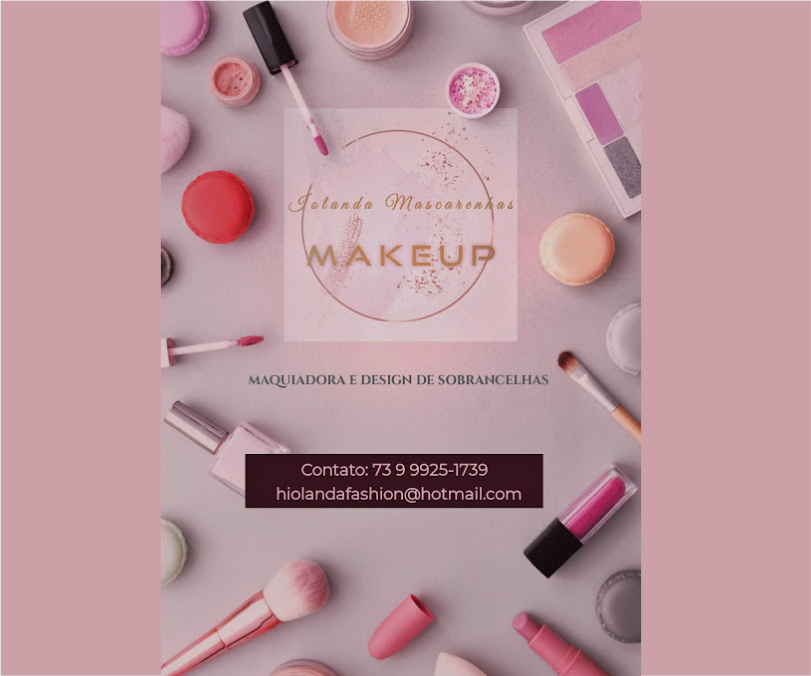 Iolanda Mascarenhas
MAKEUP
MAQUIADORA E DESIGN DE SOBRANCELHAS
Contato: 73 9 9925-1739
hiolandafashion@hotmail.com